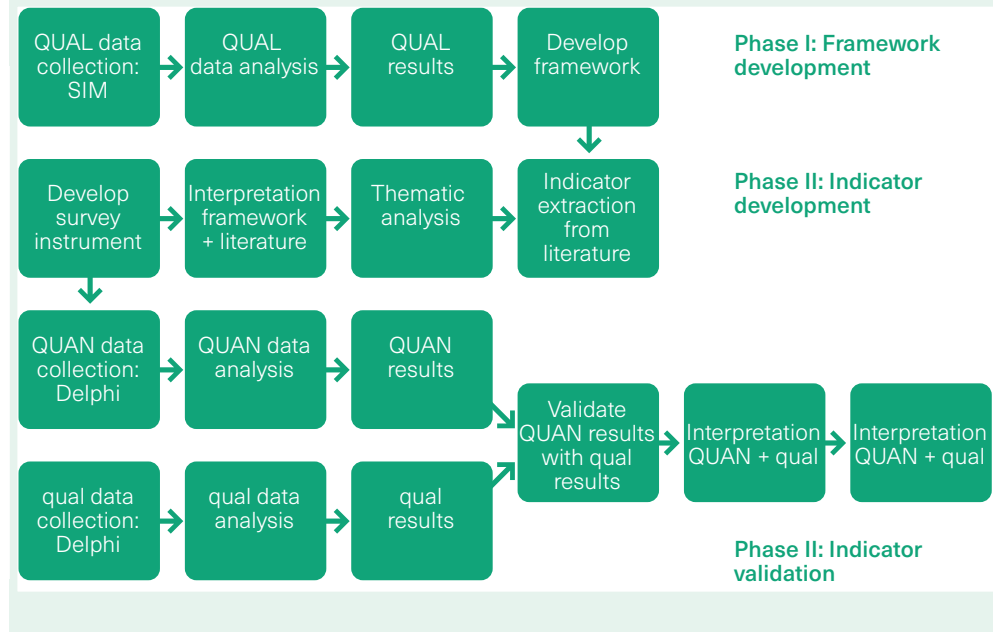 QUAL data
collection:
SIM
QUAL
data analysis
QUAL
results
Develop
framework
Phase I: Framework
development
Develop
survey
instrument
Interpretation
framework
+ literature
Thematic
analysis
Indicator
extraction
from
literature
Phase II: Indicator
development
QUAN data
collection:
Delphi
QUAN data
analysis
QUAN
results
Validate
QUAN results
with qual
results
Interpretation
QUAN + qual
Interpretation
QUAN + qual
qual data
collection:
Delphi
qual data
analysis
qual
results
Phase II: Indicator
validation